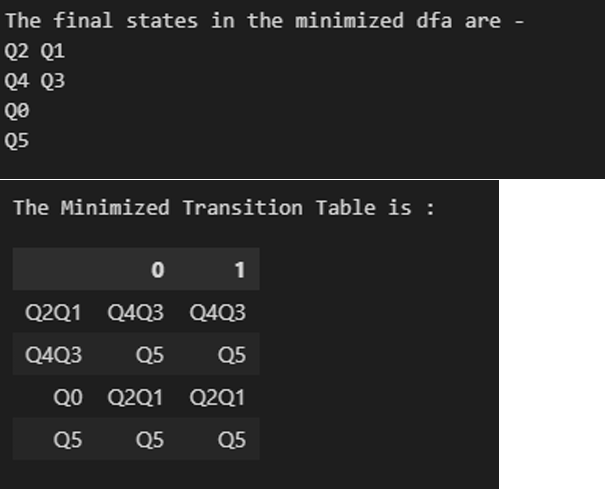 The final states in the minimized dfa are -
Q2 Q1
Q4 Q3
Q0
Q5
The Minimized Transition Table is :
0 1
Q2Q1 Q4Q3 Q4Q3
Q4Q3 Q5 Q5
Q0 Q2Q1 Q2Q1
Q5 Q5 Q5